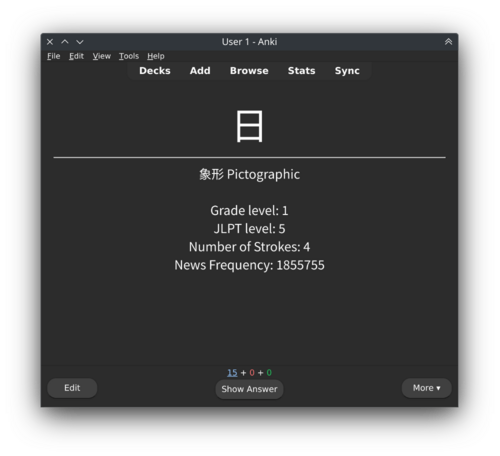 User 1 - Anki
File Edit View Tools Help
Decks Add Browse Stats Sync
日
象形 Pictographic
Grade level: 1
JLPT level: 5
Number of Strokes: 4
News Frequency: 1855755
15 + 0 + 0
Edit Show Answer More ▾